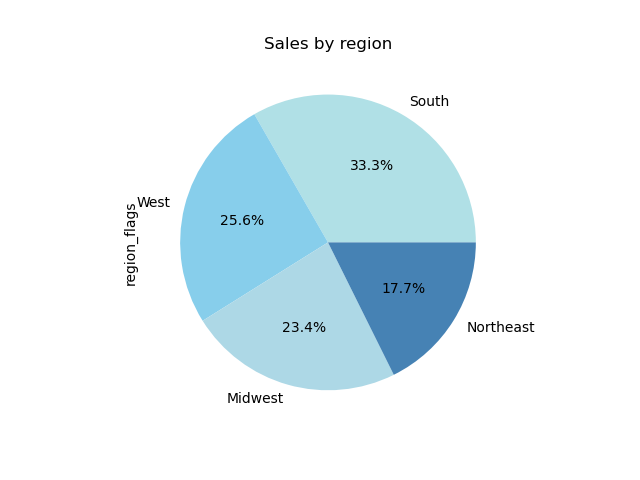 Sales by region
South
33.3%
West
25.6%
region_flags
17.7%
23.4%
Northeast
Midwest